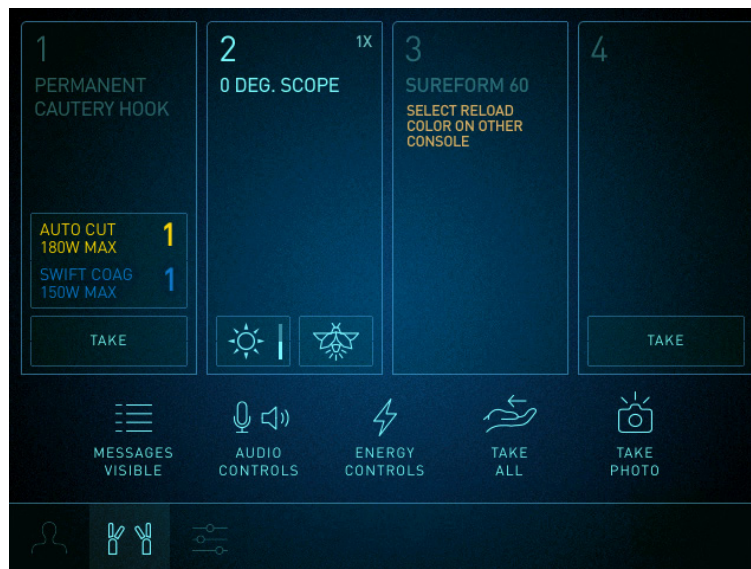 1
PERMANENT
CAUTERY HOOK
AUTO CUT
180W MAX
1
SWIFT COAG
150W MAX
1
TAKE
2
1X
0 DEG. SCOPE
3
SUREFORM 60
SELECT RELOAD
COLOR ON OTHER
CONSOLE
4
TAKE
MESSAGES
VISIBLE
AUDIO
CONTROLS
ENERGY
CONTROLS
TAKE
ALL
TAKE
PHOTO